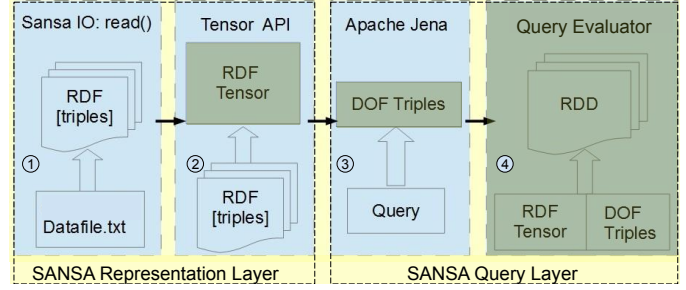 Sansa IO: read()
RDF
[triples]
1
Datafile.txt
Tensor API
RDF
Tensor
2
RDF
[triples]
SANSA Representation Layer
Apache Jena
DOF Triples
3
Query
Query Evaluator
RDD
4
RDF
Tensor
DOF
Triples
SANSA Query Layer